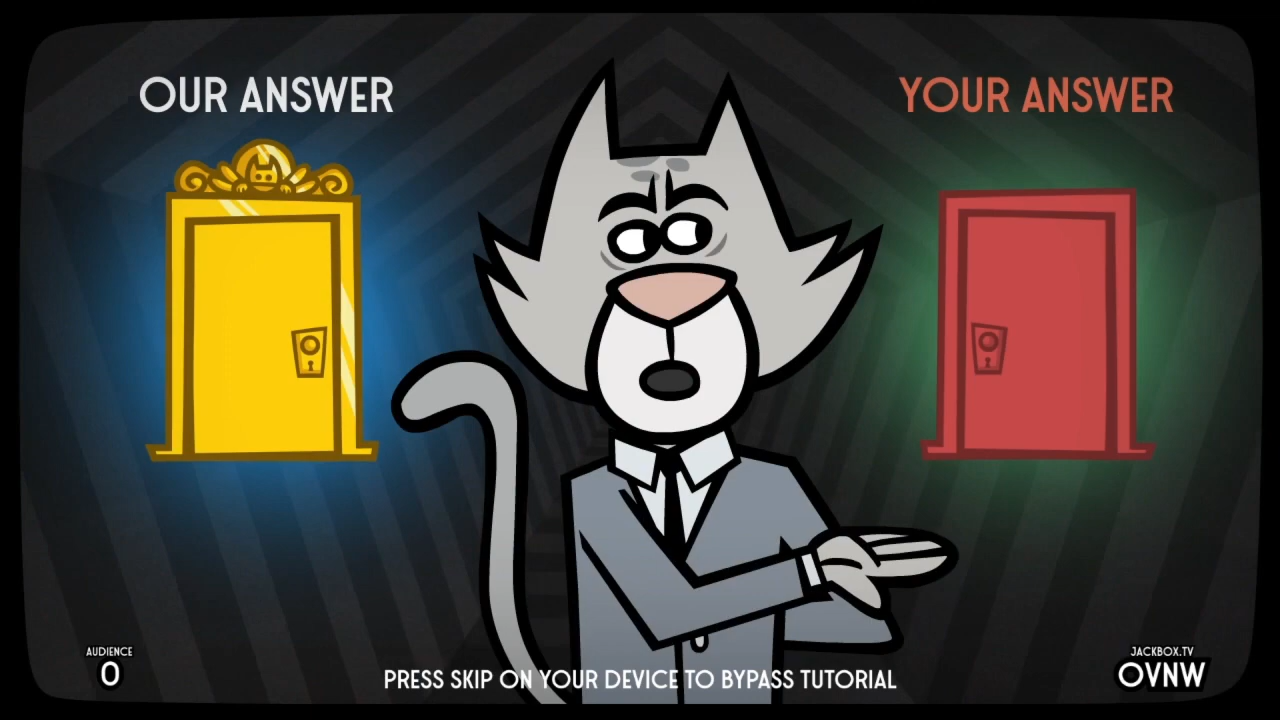 OUR ANSWER
YOUR ANSWER
AUDIENCE
0
PRESS SKIP ON YOUR DEVICE TO BYPASS TUTORIAL
JACKBOX.TV
OVNW